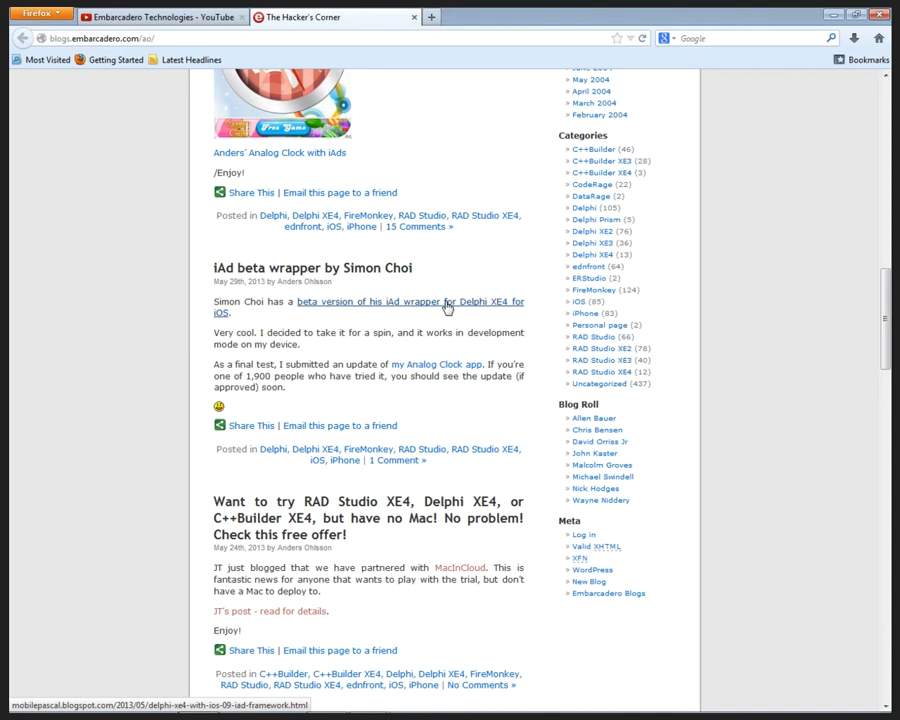 Firefox
Embarcadero Technologies - YouTube
The Hacker's Corner
blogs.embarcadero.com/ao/
Google
Most Visited
Getting Started
Latest Headlines
Bookmarks
Free Game
Anders' Analog Clock with iAds
/Enjoy!
Share This | Email this page to a friend
Posted in Delphi, Delphi XE4, FireMonkey, RAD Studio, RAD Studio XE4,
ednfront, iOS, iPhone | 15 Comments »
iAd beta wrapper by Simon Choi
May 29th, 2013 by Anders Ohlsson
Simon Choi has a beta version of his iAd wrapper for Delphi XE4 for
iOS.
Very cool. I decided to take it for a spin, and it works in development
mode on my device.
As a final test, I submitted an update of my Analog Clock app. If you're
one of 1,900 people who have tried it, you should see the update (if
approved) soon.
Share This | Email this page to a friend
Posted in Delphi, Delphi XE4, FireMonkey, RAD Studio, RAD Studio XE4,
iOS, iPhone | 1 Comment »
Want to try RAD Studio XE4, Delphi XE4, or
C++Builder XE4, but have no Mac! No problem!
Check this free offer!
May 24th, 2013 by Anders Ohlsson
JT just blogged that we have partnered with MacInCloud. This is
fantastic news for anyone that wants to play with the trial, but don't
have a Mac to deploy to.
JT's post - read for details.
Enjoy!
Share This | Email this page to a friend
Posted in C++Builder, C++Builder XE4, Delphi, Delphi XE4, FireMonkey,
RAD Studio, RAD Studio XE4, ednfront, iOS, iPhone | No Comments »
» May 2004
» April 2004
» March 2004
» February 2004
Categories
» C++Builder (46)
» C++Builder XE3 (28)
» C++Builder XE4 (3)
» CodeRage (22)
» DataRage (2)
» Delphi (105)
» Delphi Prism (5)
» Delphi XE2 (76)
» Delphi XE3 (36)
» Delphi XE4 (13)
» ednfront (64)
» ERStudio (2)
» FireMonkey (124)
» iOS (85)
» iPhone (83)
» Personal page (2)
» RAD Studio (66)
» RAD Studio XE2 (78)
» RAD Studio XE3 (40)
» RAD Studio XE4 (12)
» Uncategorized (437)
Blog Roll
» Allen Bauer
» Chris Bensen
» David Orriss Jr
» John Kaster
» Malcolm Groves
» Michael Swindell
» Nick Hodges
» Wayne Niddery
Meta
» Log in
» Valid XHTML
» XFN
» WordPress
» New Blog
» Embarcadero Blogs
mobilepascal.blogspot.com/2013/05/delphi-xe4-with-ios-09-iad-framework.html